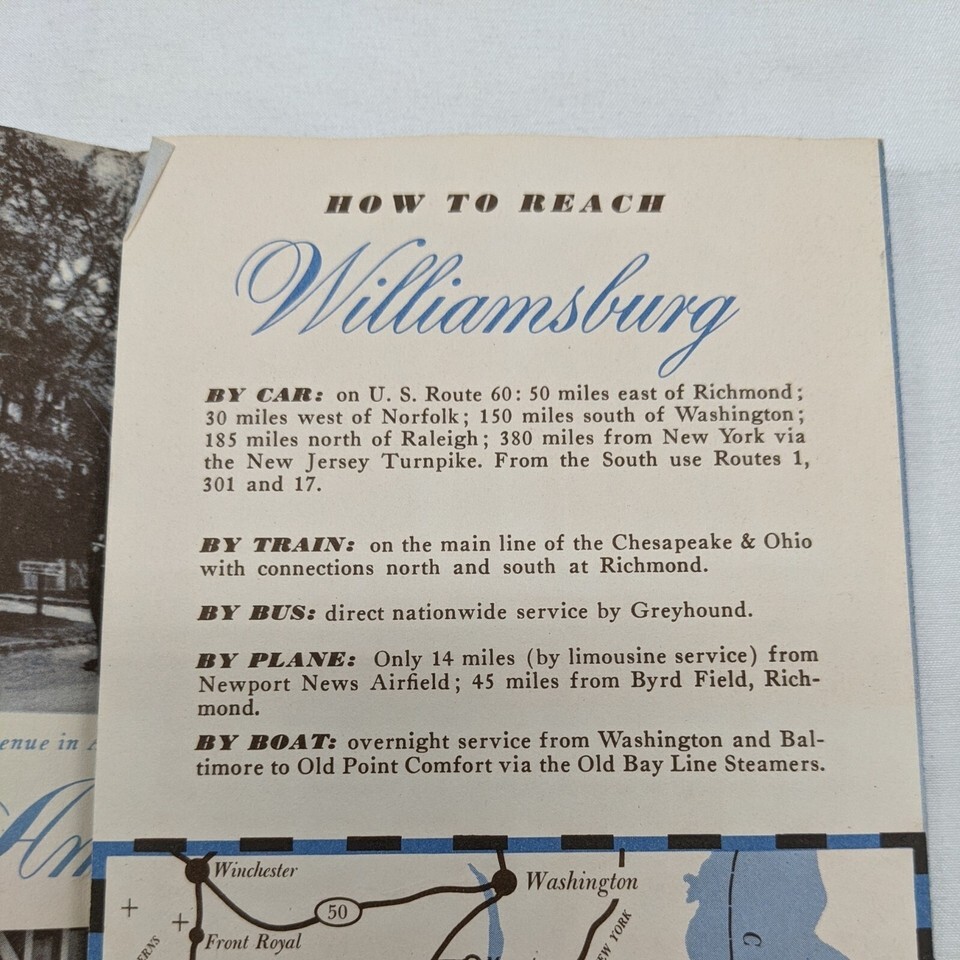 HOW TO REACH
Williamsburg
BY CAR: on U. S. Route 60: 50 miles east of Richmond;
30 miles west of Norfolk; 150 miles south of Washington;
185 miles north of Raleigh; 380 miles from New York via
the New Jersey Turnpike. From the South use Routes 1,
301 and 17.
BY TRAIN: on the main line of the Chesapeake & Ohio
with connections north and south at Richmond.
BY BUS: direct nationwide service by Greyhound.
BY PLANE: Only 14 miles (by limousine service) from
Newport News Airfield; 45 miles from Byrd Field, Rich-
mond.
BY BOAT: overnight service from Washington and Bal-
timore to Old Point Comfort via the Old Bay Line Steamers.
enue in A
Am
Winchester
Washington
50
Front Royal
ERNS
EW YORK
C